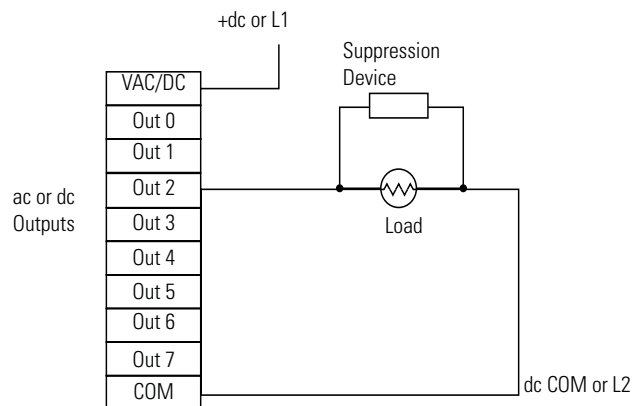 +dc or L1
Suppression
Device
VAC/DC
Out 0
Out 1
Out 2
Out 3
Out 4
Out 5
Out 6
Out 7
COM
ac or dc
Outputs
Load
dc COM or L2